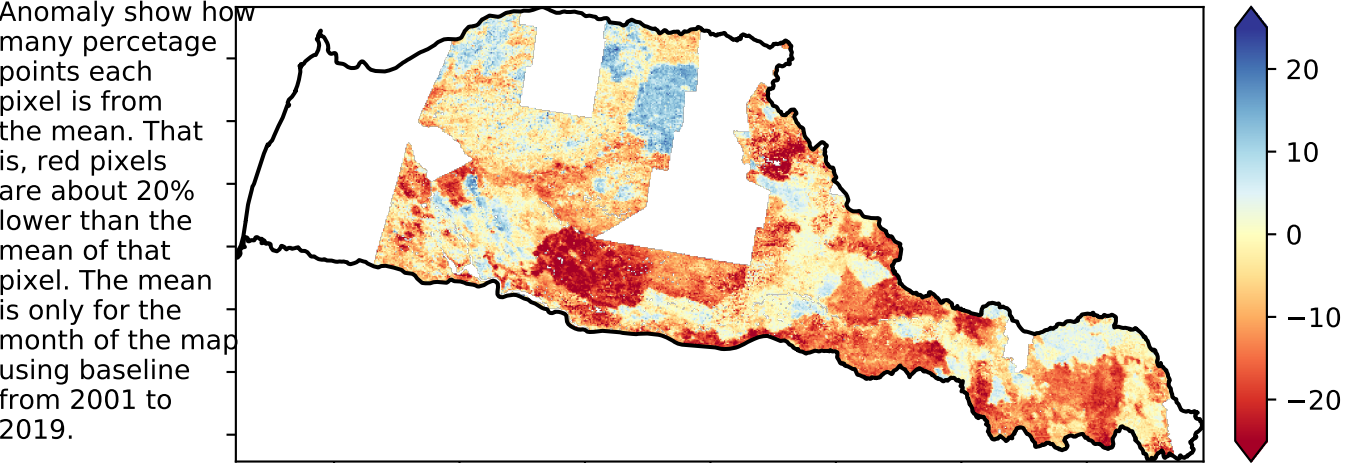 Anomaly show how
many percetage
points each
pixel is from
the mean. That
is, red pixels
are about 20%
lower than the
mean of that
pixel. The mean
is only for the
month of the map
using baseline
from 2001 to
2019.
20
10
0
−10
−20